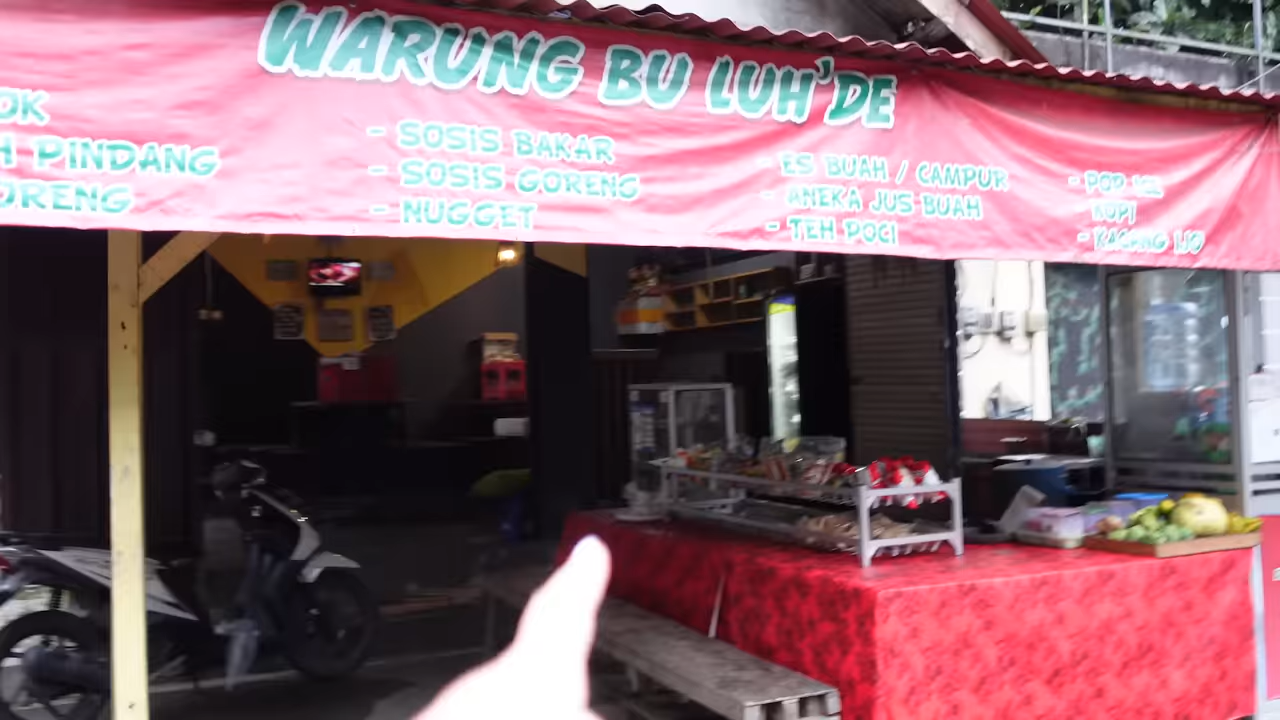 WARUNG BU LUH'DE
OK
H PINDANG
ORENG
- SOSIS BAKAR
- SOSIS GORENG
- NUGGET
- ES BUAH / CAMPUR
- ANEKA JUS BUAH
- TEH POCI
- POP ICE
- KOPI
- KACANG IJO